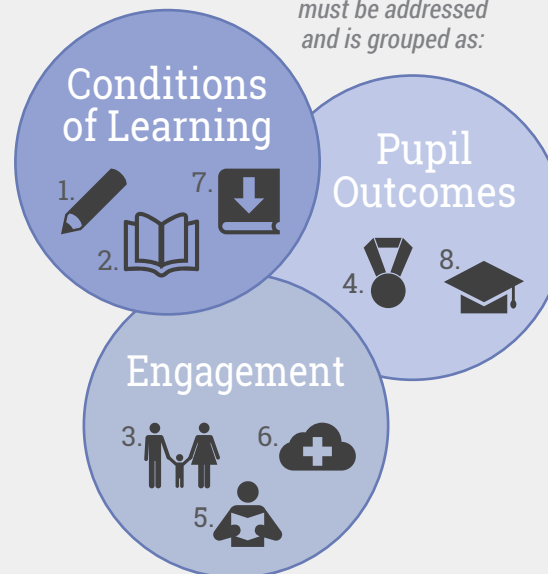 must be addressed
and is grouped as:
Conditions
of Learning
1.
7.
2.
Pupil
Outcomes
4.
8.
Engagement
3.
6.
5.